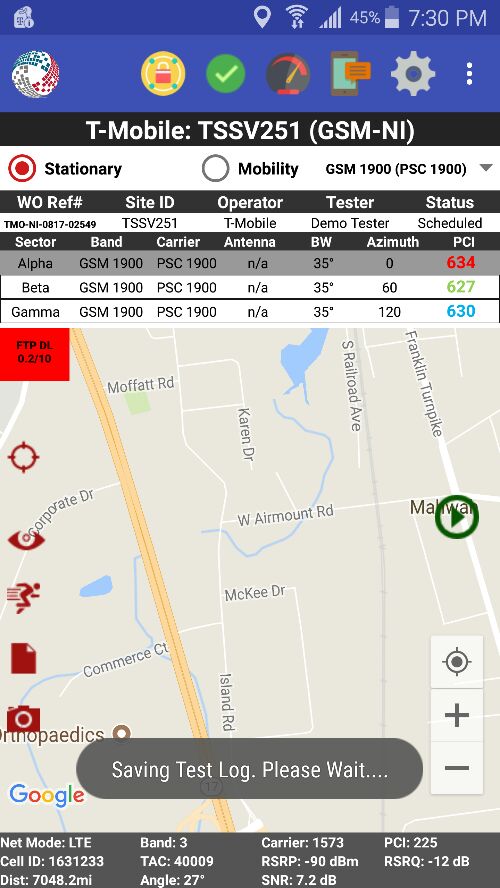 45% 7:30 PM
T-Mobile: TSSV251 (GSM-NI)
Stationary Mobility GSM 1900 (PSC 1900)
WO Ref# Site ID Operator Tester Status
TMO-NI-0817-02549 TSSV251 T-Mobile Demo Tester Scheduled
Sector Band Carrier Antenna BW Azimuth PCI
Alpha GSM 1900 PSC 1900 n/a 35° 0 634
Beta GSM 1900 PSC 1900 n/a 35° 60 627
Gamma GSM 1900 PSC 1900 n/a 35° 120 630
FTP DL
0.2/10
Moffatt Rd
Karen Dr
S Railroad Ave
Franklin Turnpike
Corporate Dr
W Airmount Rd
Mahwah
McKee Dr
Commerce Ct
Island Rd
Orthopaedics
Saving Test Log. Please Wait....
17
Google
Net Mode: LTE Band: 3 Carrier: 1573 PCI: 225
Cell ID: 1631233 TAC: 40009 RSRP: -90 dBm RSRQ: -12 dB
Dist: 7048.2mi Angle: 27° SNR: 7.2 dB